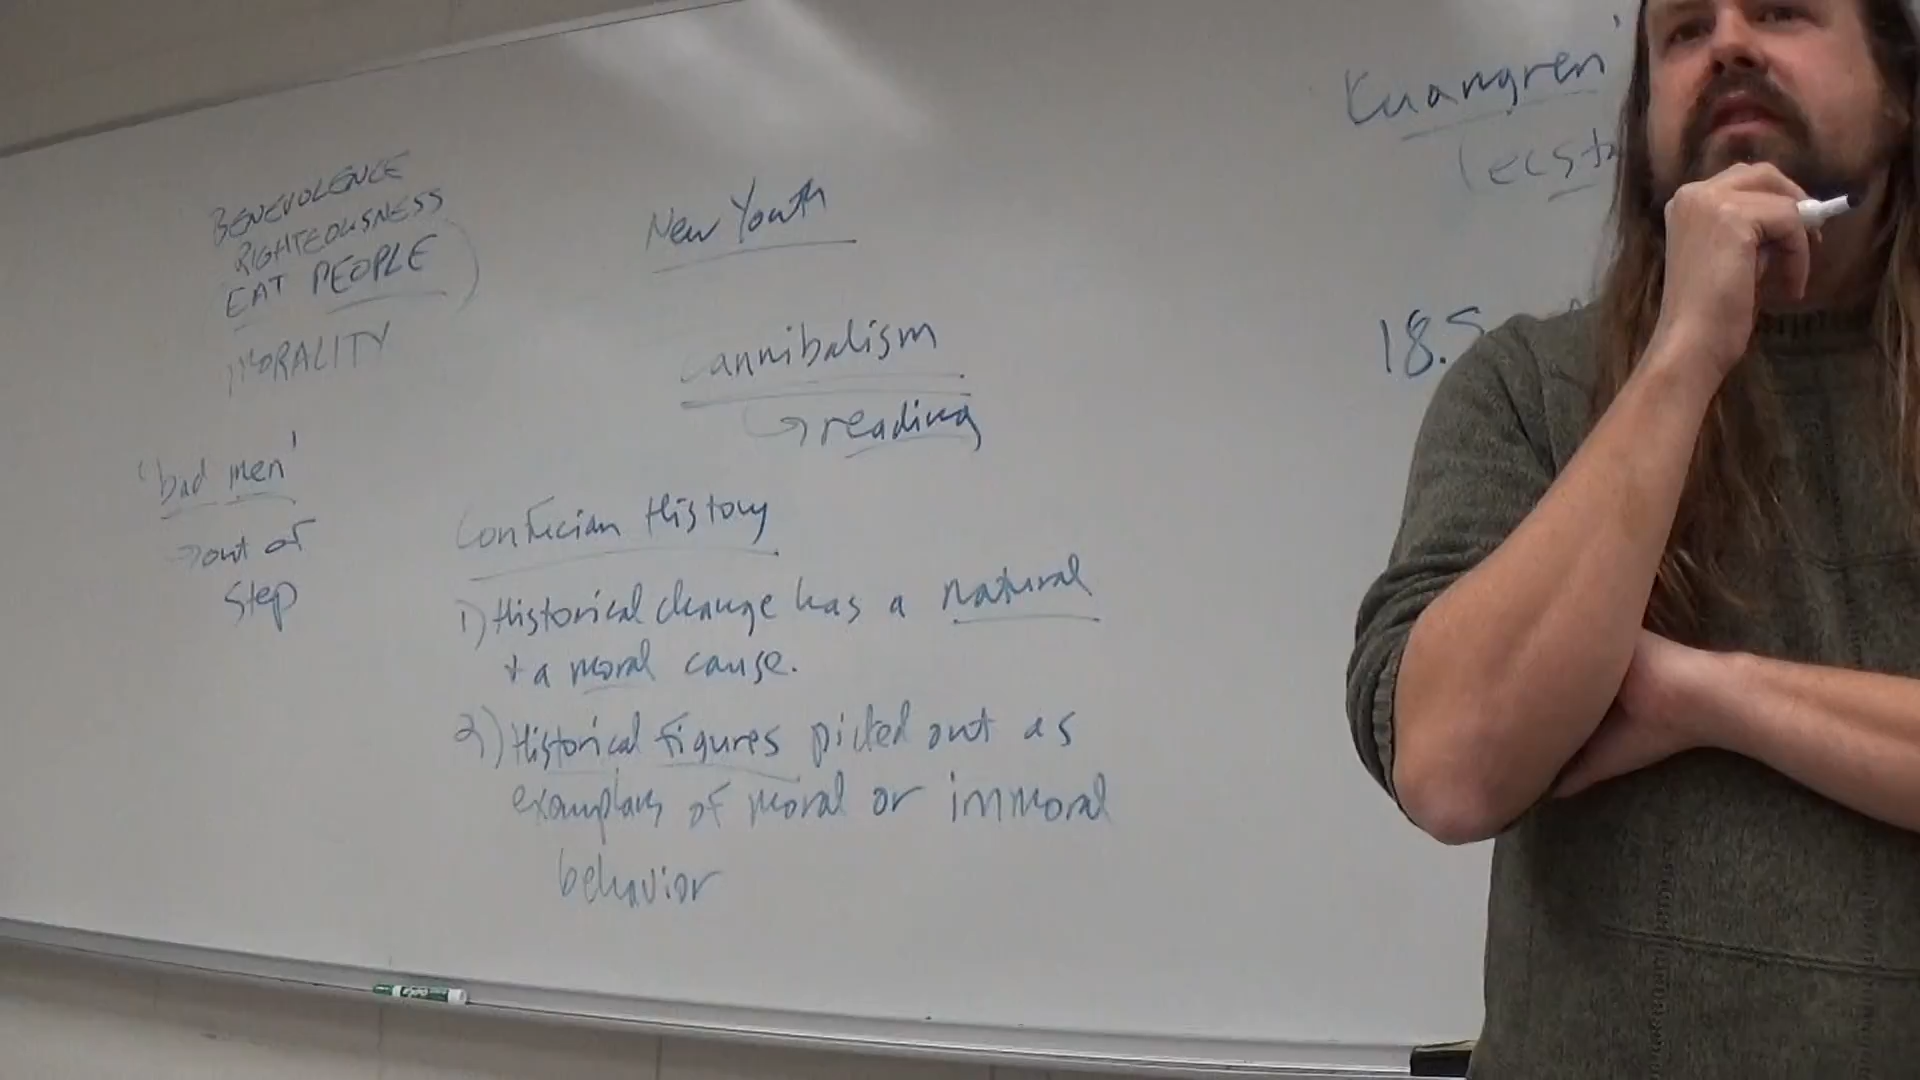 BENEVOLENCE
RIGHTEOUSNESS
EAT PEOPLE
MORALITY
'bad men'
→out of
step
New Youth
cannibalism
↪reading
Confucian History
1) Historical change has a natural
+ a moral cause.
2) Historical figures picked out as
exemplars of moral or immoral
behavior
Kuangren'
18.5